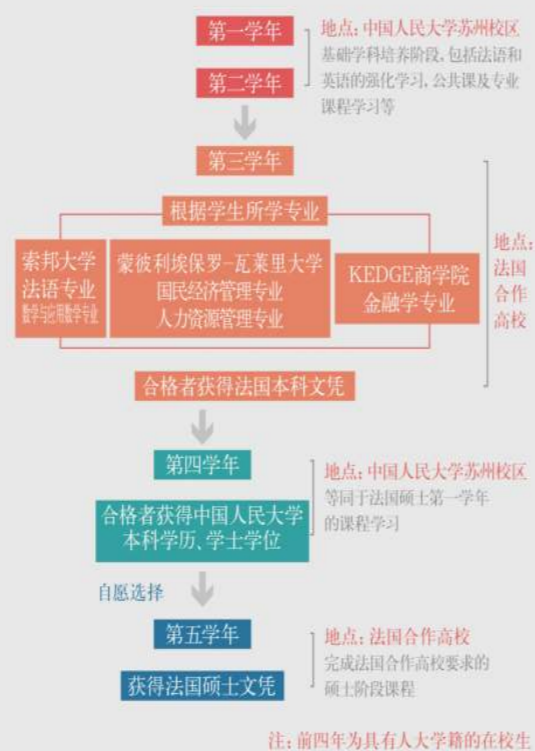 第一学年
地点：中国人民大学苏州校区
基础学科培养阶段，包括法语和
英语的强化学习，公共课及专业
课程学习等
第二学年
第三学年
根据学生所学专业
索邦大学
法语专业
数学与应用数学专业
蒙彼利埃保罗-瓦莱里大学
国民经济管理专业
人力资源管理专业
KEDGE商学院
金融学专业
地点：
法国
合作
高校
合格者获得法国本科文凭
第四学年
地点：中国人民大学苏州校区
等同于法国硕士第一学年
的课程学习
合格者获得中国人民大学
本科学历、学士学位
自愿选择
第五学年
地点：法国合作高校
完成法国合作高校要求的
硕士阶段课程
获得法国硕士文凭
注：前四年为具有人大学籍的在校生